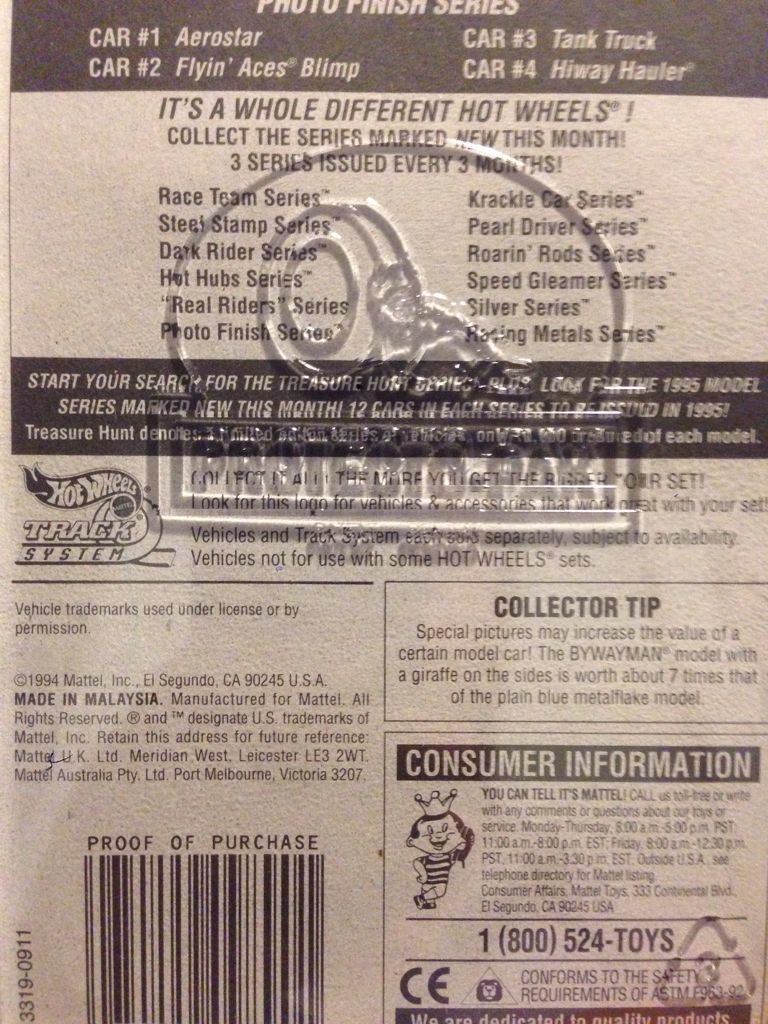 PHOTO FINISH SERIES
CAR #1 Aerostar
CAR #2 Flyin' Aces® Blimp
CAR #3 Tank Truck
CAR #4 Hiway Hauler®
IT'S A WHOLE DIFFERENT HOT WHEELS®!
COLLECT THE SERIES MARKED NEW THIS MONTH!
3 SERIES ISSUED EVERY 3 MONTHS!
Race Team Series™
Steel Stamp Series™
Dark Rider Series™
Hot Hubs Series™
"Real Riders" Series
Photo Finish Series™
Krackle Car Series™
Pearl Driver Series™
Roarin' Rods Series™
Speed Gleamer Series™
Silver Series™
Racing Metals Series™
START YOUR SEARCH FOR THE TREASURE HUNT SERIES! PLUS LOOK FOR THE 1995 MODEL
SERIES MARKED NEW THIS MONTH! 12 CARS IN EACH SERIES TO BE ISSUED IN 1995!
Treasure Hunt denotes a limited edition series of vehicles, only produced of each model.
Hot Wheels
MATTEL
TRACK
SYSTEM
COLLECT IT ALL! THE MORE YOU GET THE BIGGER YOUR SET!
Look for this logo for vehicles & accessories that work great with your set!
Vehicles and Track System each sold separately, subject to availability.
Vehicles not for use with some HOT WHEELS® sets.
Vehicle trademarks used under license or by
permission.
©1994 Mattel, Inc., El Segundo, CA 90245 U.S.A.
MADE IN MALAYSIA. Manufactured for Mattel. All
Rights Reserved. ® and ™ designate U.S. trademarks of
Mattel, Inc. Retain this address for future reference:
Mattel U.K. Ltd. Meridian West, Leicester LE3 2WT.
Mattel Australia Pty. Ltd. Port Melbourne, Victoria 3207.
PROOF OF PURCHASE
3319-0911
COLLECTOR TIP
Special pictures may increase the value of a
certain model car! The BYWAYMAN® model with
a giraffe on the sides is worth about 7 times that
of the plain blue metalflake model.
CONSUMER INFORMATION
YOU CAN TELL IT'S MATTEL! CALL us toll-free or write
with any comments or questions about our toys or
service. Monday-Thursday, 8:00 a.m.-5:00 p.m. PST,
11:00 a.m.-8:00 p.m. EST; Friday, 8:00 a.m.-12:30 p.m.
PST, 11:00 a.m.-3:30 p.m. EST. Outside U.S.A., see
telephone directory for Mattel listing.
Consumer Affairs, Mattel Toys, 333 Continental Blvd.,
El Segundo, CA 90245 USA
1 (800) 524-TOYS
3
CE
CONFORMS TO THE SAFETY
REQUIREMENTS OF ASTM F963-92
We are dedicated to quality products